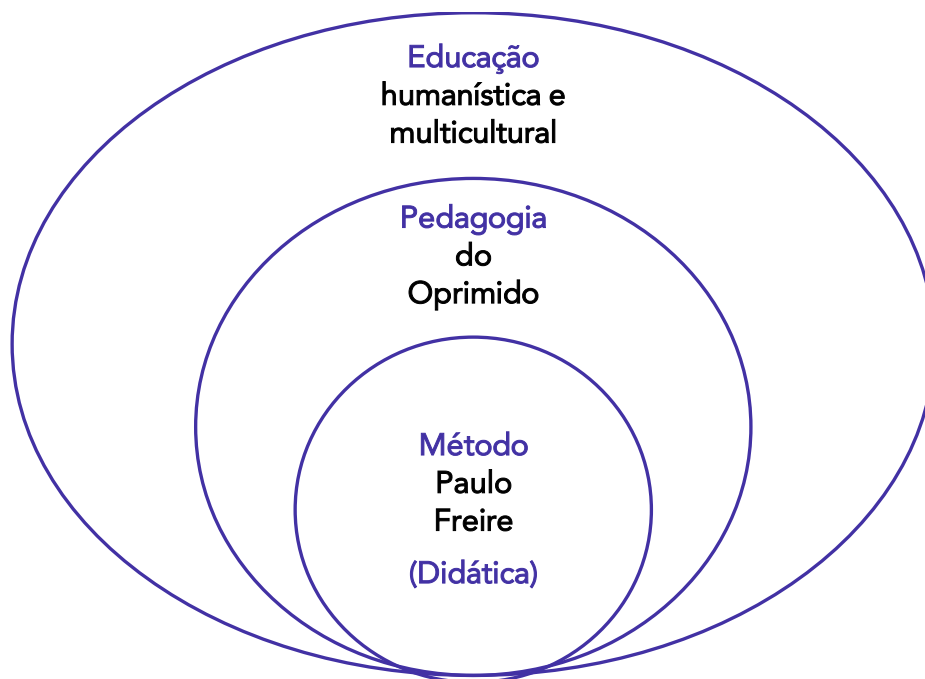 Educação
humanística e
multicultural
Pedagogia
do
Oprimido
Método
Paulo
Freire
(Didática)